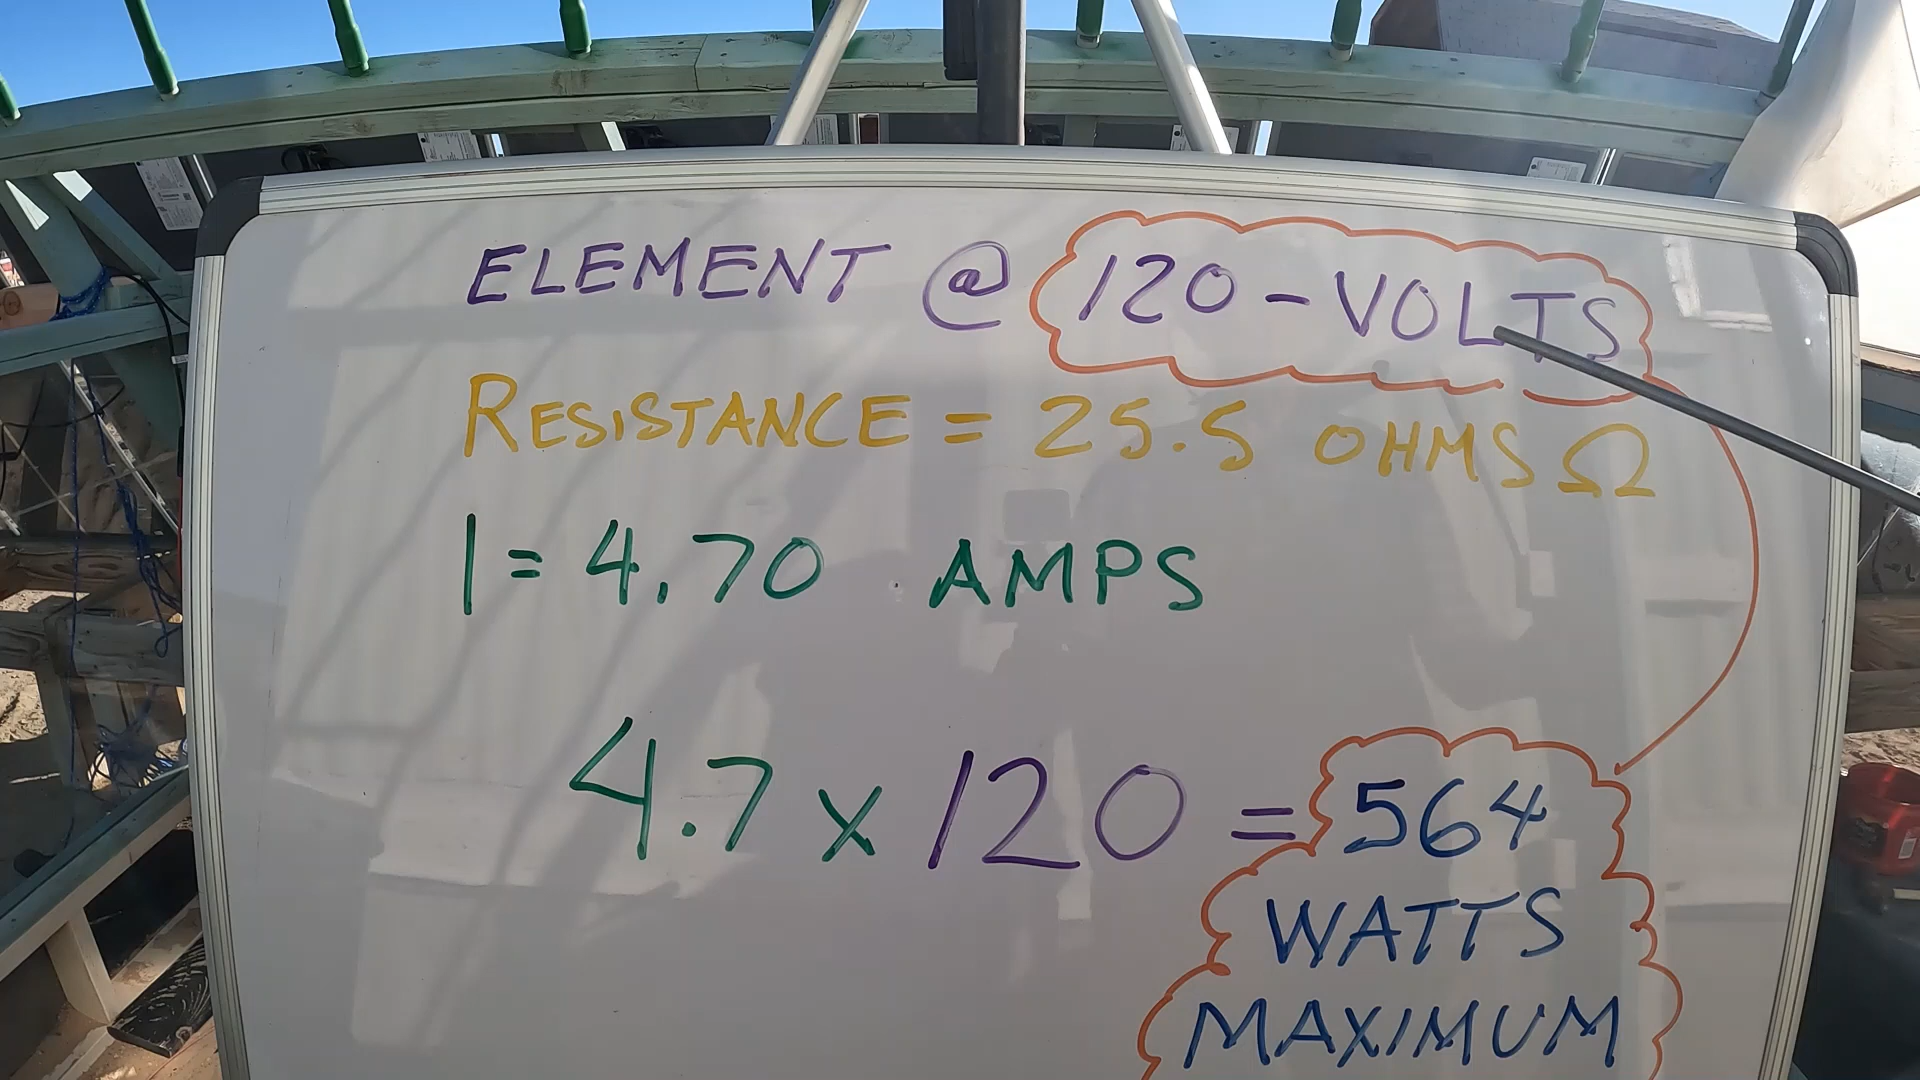 ELEMENT @ 120-VOLTS
RESISTANCE = 25.5 OHMS Ω
I = 4.70 AMPS
4.7 x 120 = 564
WATTS
MAXIMUM